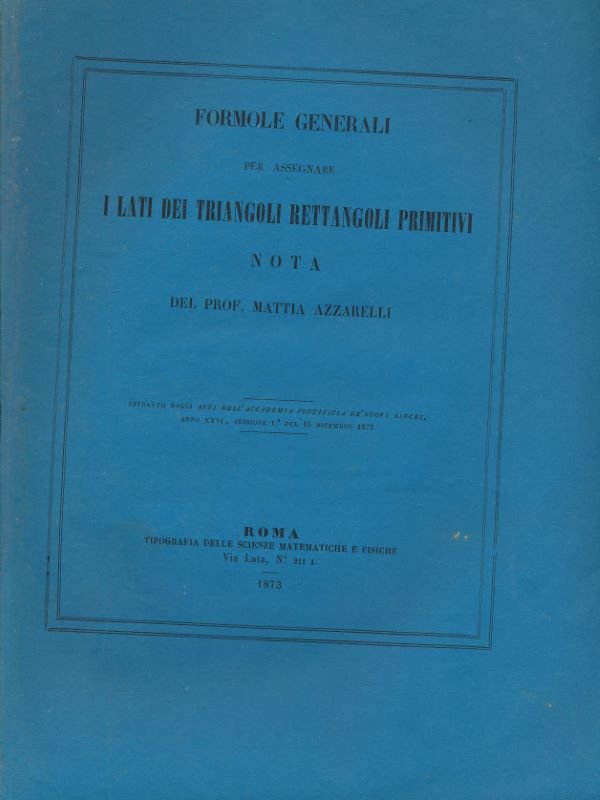 FORMOLE GENERALI
PER ASSEGNARE
I LATI DEI TRIANGOLI RETTANGOLI PRIMITIVI
NOTA
DEL PROF. MATTIA AZZARELLI
ESTRATTO DAGLI ATTI DELL'ACCADEMIA PONTIFICIA DE'NUOVI LINCEI,
ANNO XXVI, SESSIONE I.ª DEL 15 DICEMBRE 1872.
ROMA
TIPOGRAFIA DELLE SCIENZE MATEMATICHE E FISICHE
Via Lata, N.° 211 A.
1873